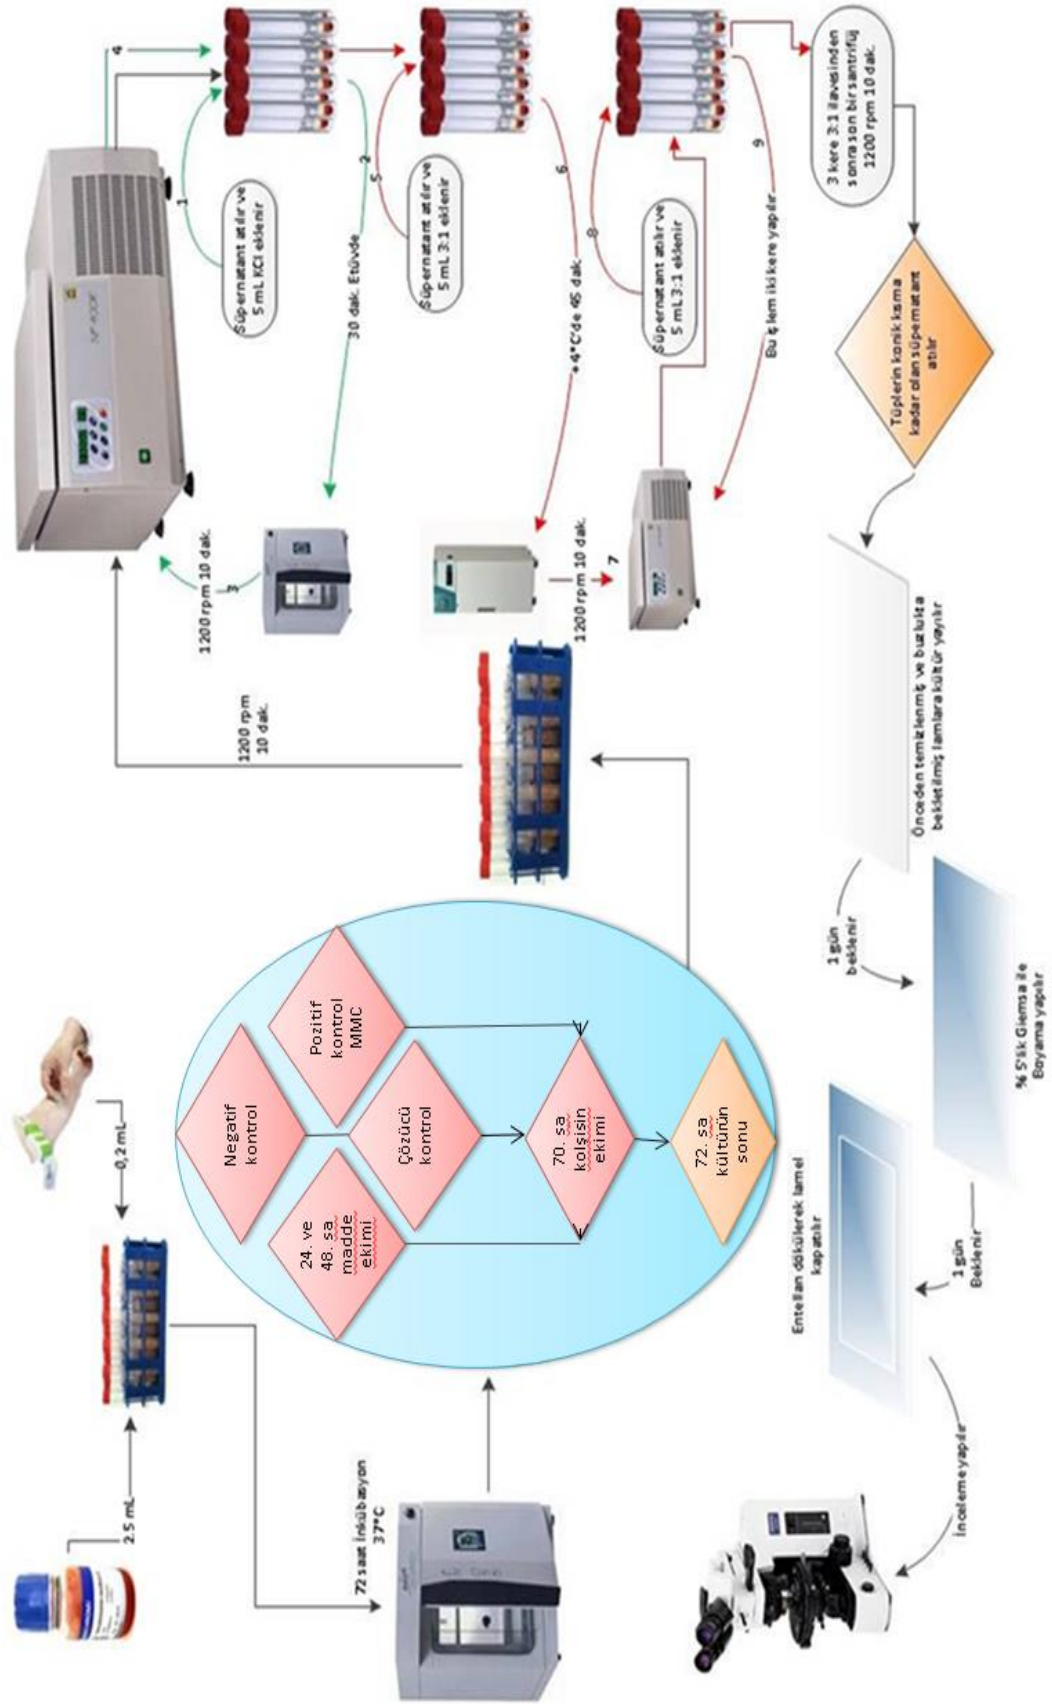 2.5 mL
0,2 mL
72 saat İnkübasyon
37°C
Negatif
kontrol
24. ve
48. sa
madde
ekimi
Pozitif
kontrol
MMC
Çözücü
kontrol
70. sa
kolşisin
ekimi
72. sa
kültürün
sonu
1200 rpm
10 dak.
1
Süpernatant atılır ve
5 mL KCl eklenir
2
30 dak. Etüvde
3
1200 rpm 10 dak.
4
5
Süpernatant atılır ve
5 mL 3:1 eklenir
6
+4°C'de 45 dak
7
1200 rpm 10 dak.
8
Süpernatant atılır ve
5 mL 3:1 eklenir
9
Bu işlem iki kere yapılır
3 kere 3:1 ilavesinden
sonra son bir santrifüj
1200 rpm 10 dak.
Tüplerin konik kısma
kadar olan süpernatant
atılır
Önceden temizlenmiş ve buzlukta
bekletilmiş lamlara kültür yayılır
1 gün
beklenir
% 5'lik Giemsa ile
Boyama yapılır
1 gün
Beklenir
Entellan dökülerek lamel
kapatılır
İnceleme yapılır